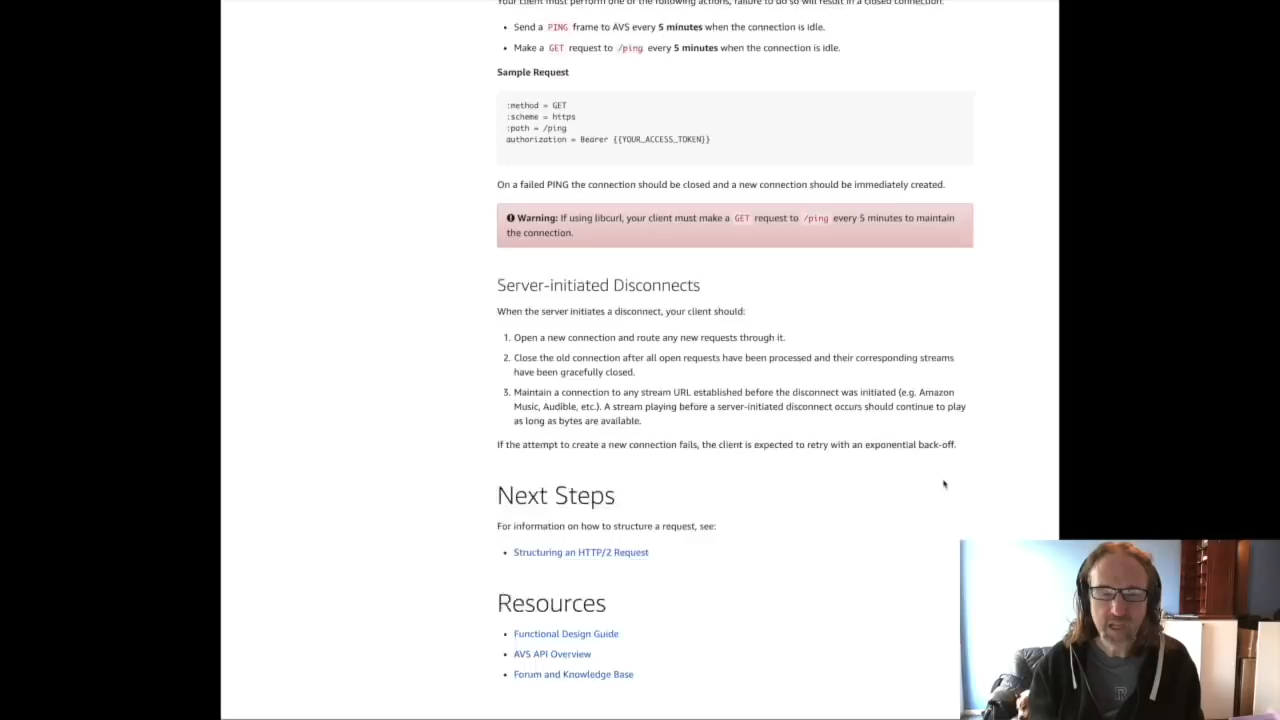 Your client must perform one of the following actions, failure to do so will result in a closed connection:
• Send a PING frame to AVS every 5 minutes when the connection is idle.
• Make a GET request to /ping every 5 minutes when the connection is idle.
Sample Request
:method = GET
:scheme = https
:path = /ping
authorization = Bearer {{YOUR_ACCESS_TOKEN}}
On a failed PING the connection should be closed and a new connection should be immediately created.
Warning: If using libcurl, your client must make a GET request to /ping every 5 minutes to maintain
the connection.
Server-initiated Disconnects
When the server initiates a disconnect, your client should:
1. Open a new connection and route any new requests through it.
2. Close the old connection after all open requests have been processed and their corresponding streams
have been gracefully closed.
3. Maintain a connection to any stream URL established before the disconnect was initiated (e.g. Amazon
Music, Audible, etc.). A stream playing before a server-initiated disconnect occurs should continue to play
as long as bytes are available.
If the attempt to create a new connection fails, the client is expected to retry with an exponential back-off.
Next Steps
For information on how to structure a request, see:
• Structuring an HTTP/2 Request
Resources
• Functional Design Guide
• AVS API Overview
• Forum and Knowledge Base